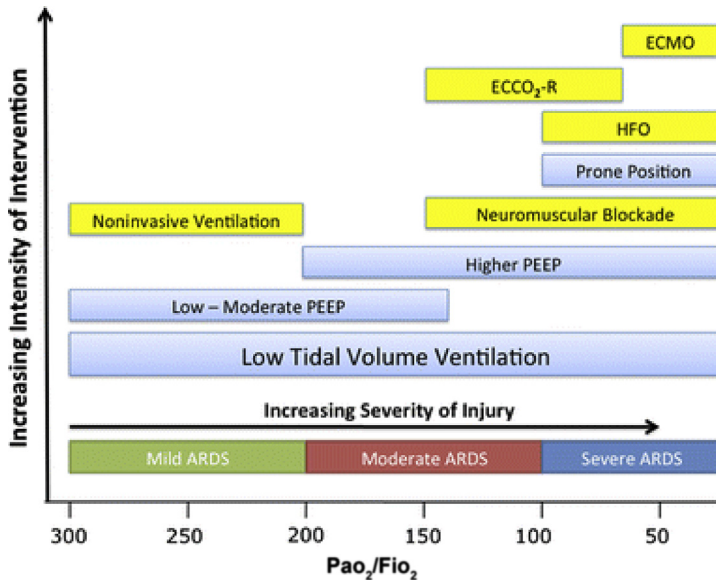 Increasing Intensity of Intervention
ECMO
ECCO₂-R
HFO
Prone Position
Noninvasive Ventilation
Neuromuscular Blockade
Higher PEEP
Low – Moderate PEEP
Low Tidal Volume Ventilation
Increasing Severity of Injury
Mild ARDS
Moderate ARDS
Severe ARDS
300
250
200
150
100
50
Pao₂/Fio₂